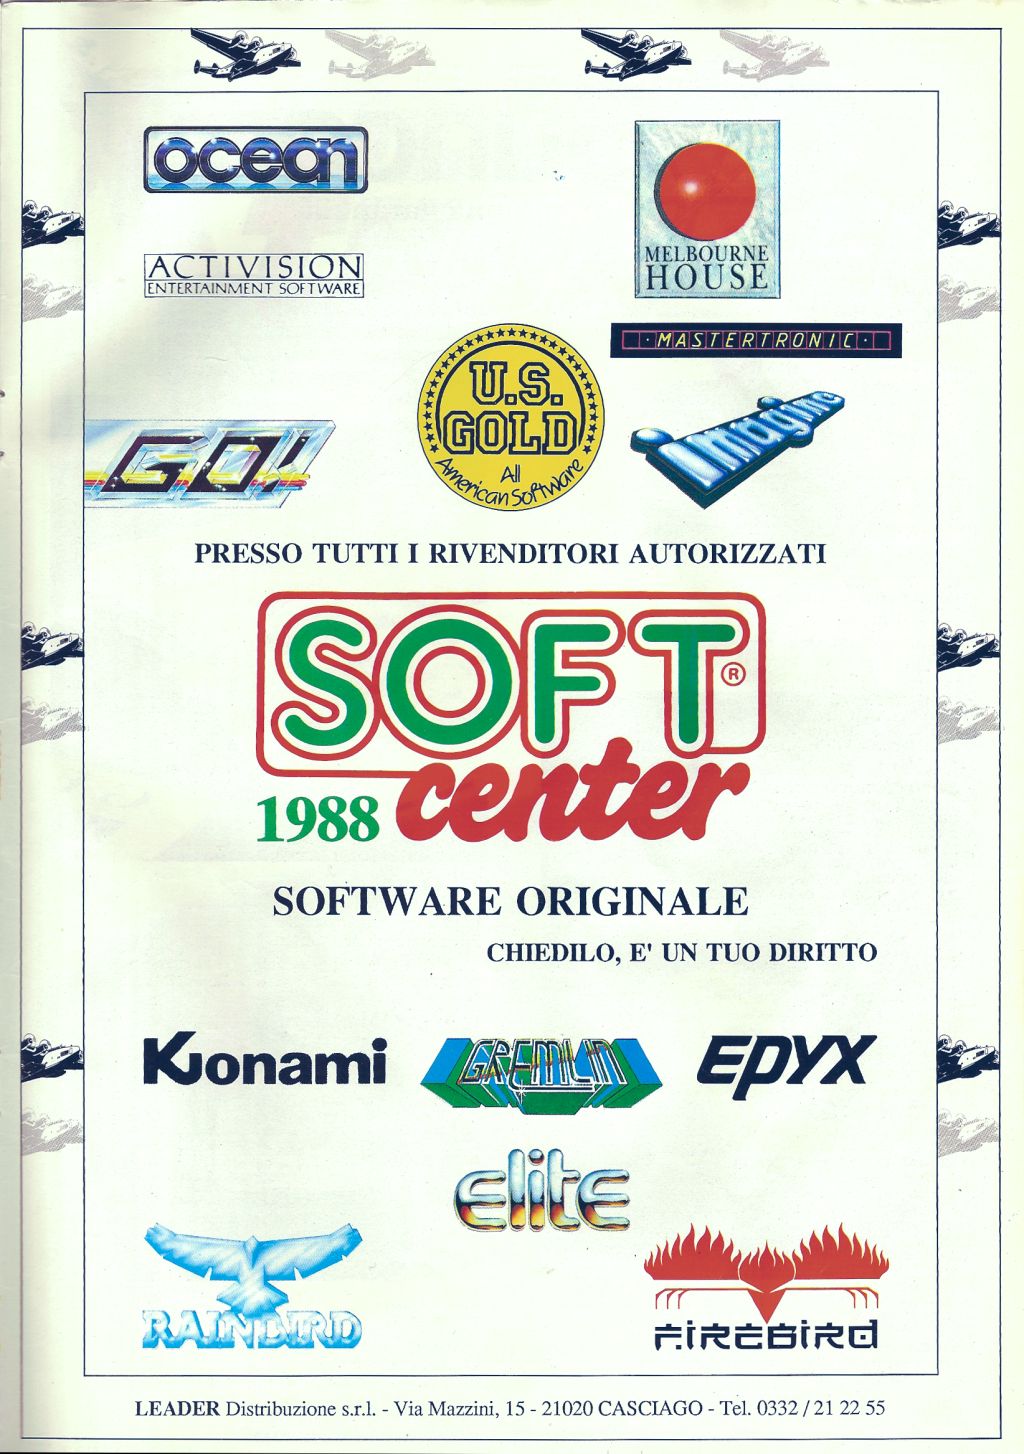 ocean
MELBOURNE
HOUSE
ACTIVISION
ENTERTAINMENT SOFTWARE
·MASTERTRONIC·
U.S.
GOLD
All
American Software
GO!
Imagine
PRESSO TUTTI I RIVENDITORI AUTORIZZATI
SOFT®
center
1988
SOFTWARE ORIGINALE
CHIEDILO, E' UN TUO DIRITTO
Konami
GREMLIN
EPYX
elite
RAINBIRD
FIREBIRD
LEADER Distribuzione s.r.l. - Via Mazzini, 15 - 21020 CASCIAGO - Tel. 0332 / 21 22 55